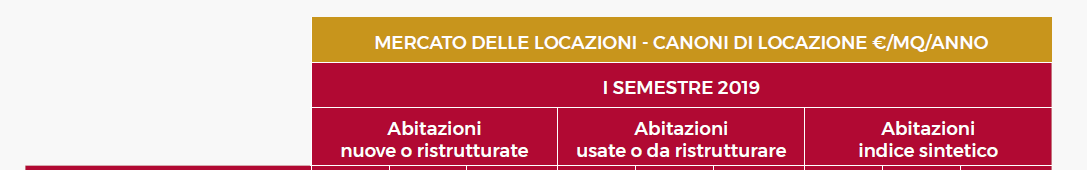 MERCATO DELLE LOCAZIONI - CANONI DI LOCAZIONE €/MQ/ANNO
I SEMESTRE 2019
Abitazioni
nuove o ristrutturate
Abitazioni
usate o da ristrutturare
Abitazioni
indice sintetico